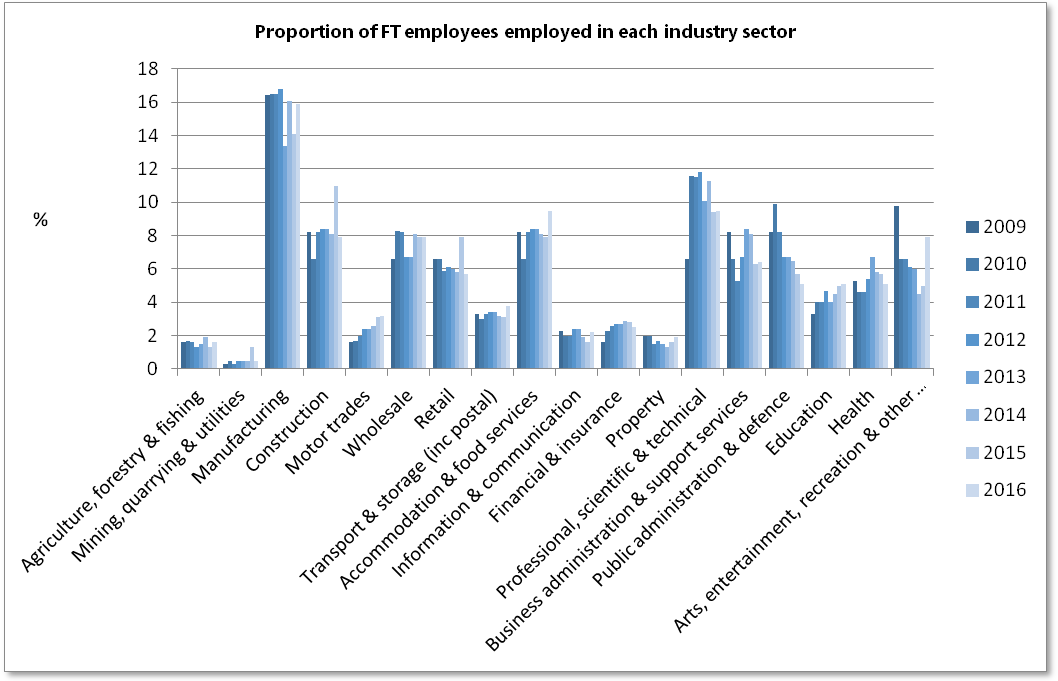 Proportion of FT employees employed in each industry sector
18
16
14
12
10
8
6
4
2
0
%
Agriculture, forestry & fishing
Mining, quarrying & utilities
Manufacturing
Construction
Motor trades
Wholesale
Retail
Transport & storage (inc postal)
Accommodation & food services
Information & communication
Financial & insurance
Property
Professional, scientific & technical
Business administration & support services
Public administration & defence
Education
Health
Arts, entertainment, recreation & other ...
2009
2010
2011
2012
2013
2014
2015
2016